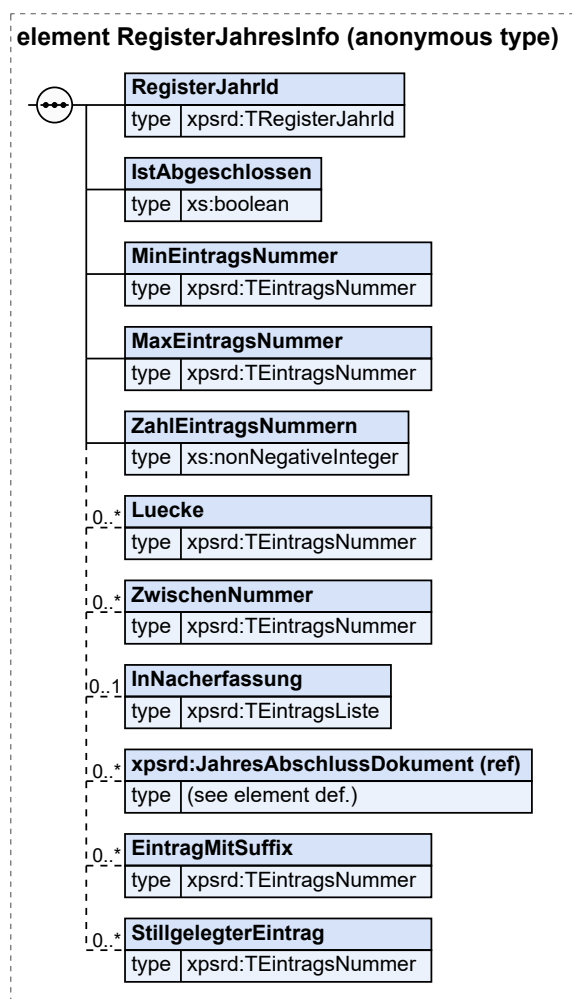 element RegisterJahresInfo (anonymous type)
RegisterJahrId
type xpsrd:TRegisterJahrId
IstAbgeschlossen
type xs:boolean
MinEintragsNummer
type xpsrd:TEintragsNummer
MaxEintragsNummer
type xpsrd:TEintragsNummer
ZahlEintragsNummern
type xs:nonNegativeInteger
0..* Luecke
type xpsrd:TEintragsNummer
0..* ZwischenNummer
type xpsrd:TEintragsNummer
0..1 InNacherfassung
type xpsrd:TEintragsListe
0..* xpsrd:JahresAbschlussDokument (ref)
type (see element def.)
0..* EintragMitSuffix
type xpsrd:TEintragsNummer
0..* StillgelegterEintrag
type xpsrd:TEintragsNummer